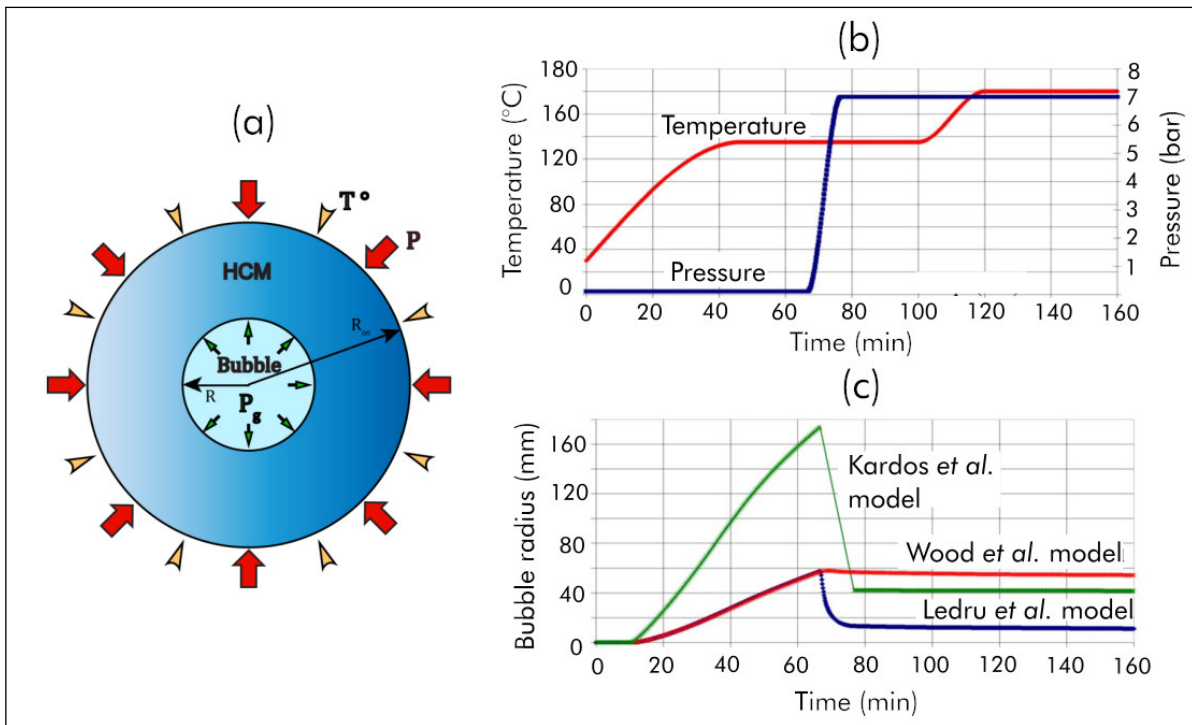 (a)
T°
P
HCM
R∞
Bubble
R
Pg
(b)
Temperature (°C)
180
160
120
80
40
0
Temperature
Pressure
8
7
6
5
4
3
2
1
Pressure (bar)
0 20 40 60 80 100 120 140 160
Time (min)
(c)
Bubble radius (mm)
160
120
80
40
0
Kardos et al.
model
Wood et al. model
Ledru et al. model
0 20 40 60 80 100 120 140 160
Time (min)